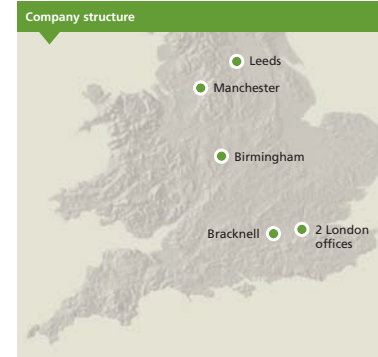 Company structure
Leeds
Manchester
Birmingham
Bracknell
2 London
offices